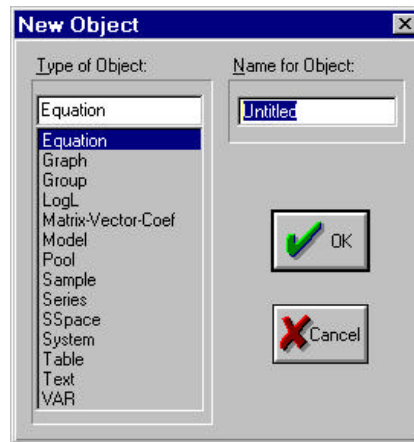 New Object
Type of Object:
Name for Object:
Equation
Untitled
Equation
Graph
Group
LogL
Matrix-Vector-Coef
Model
Pool
Sample
Series
SSpace
System
Table
Text
VAR
OK
Cancel